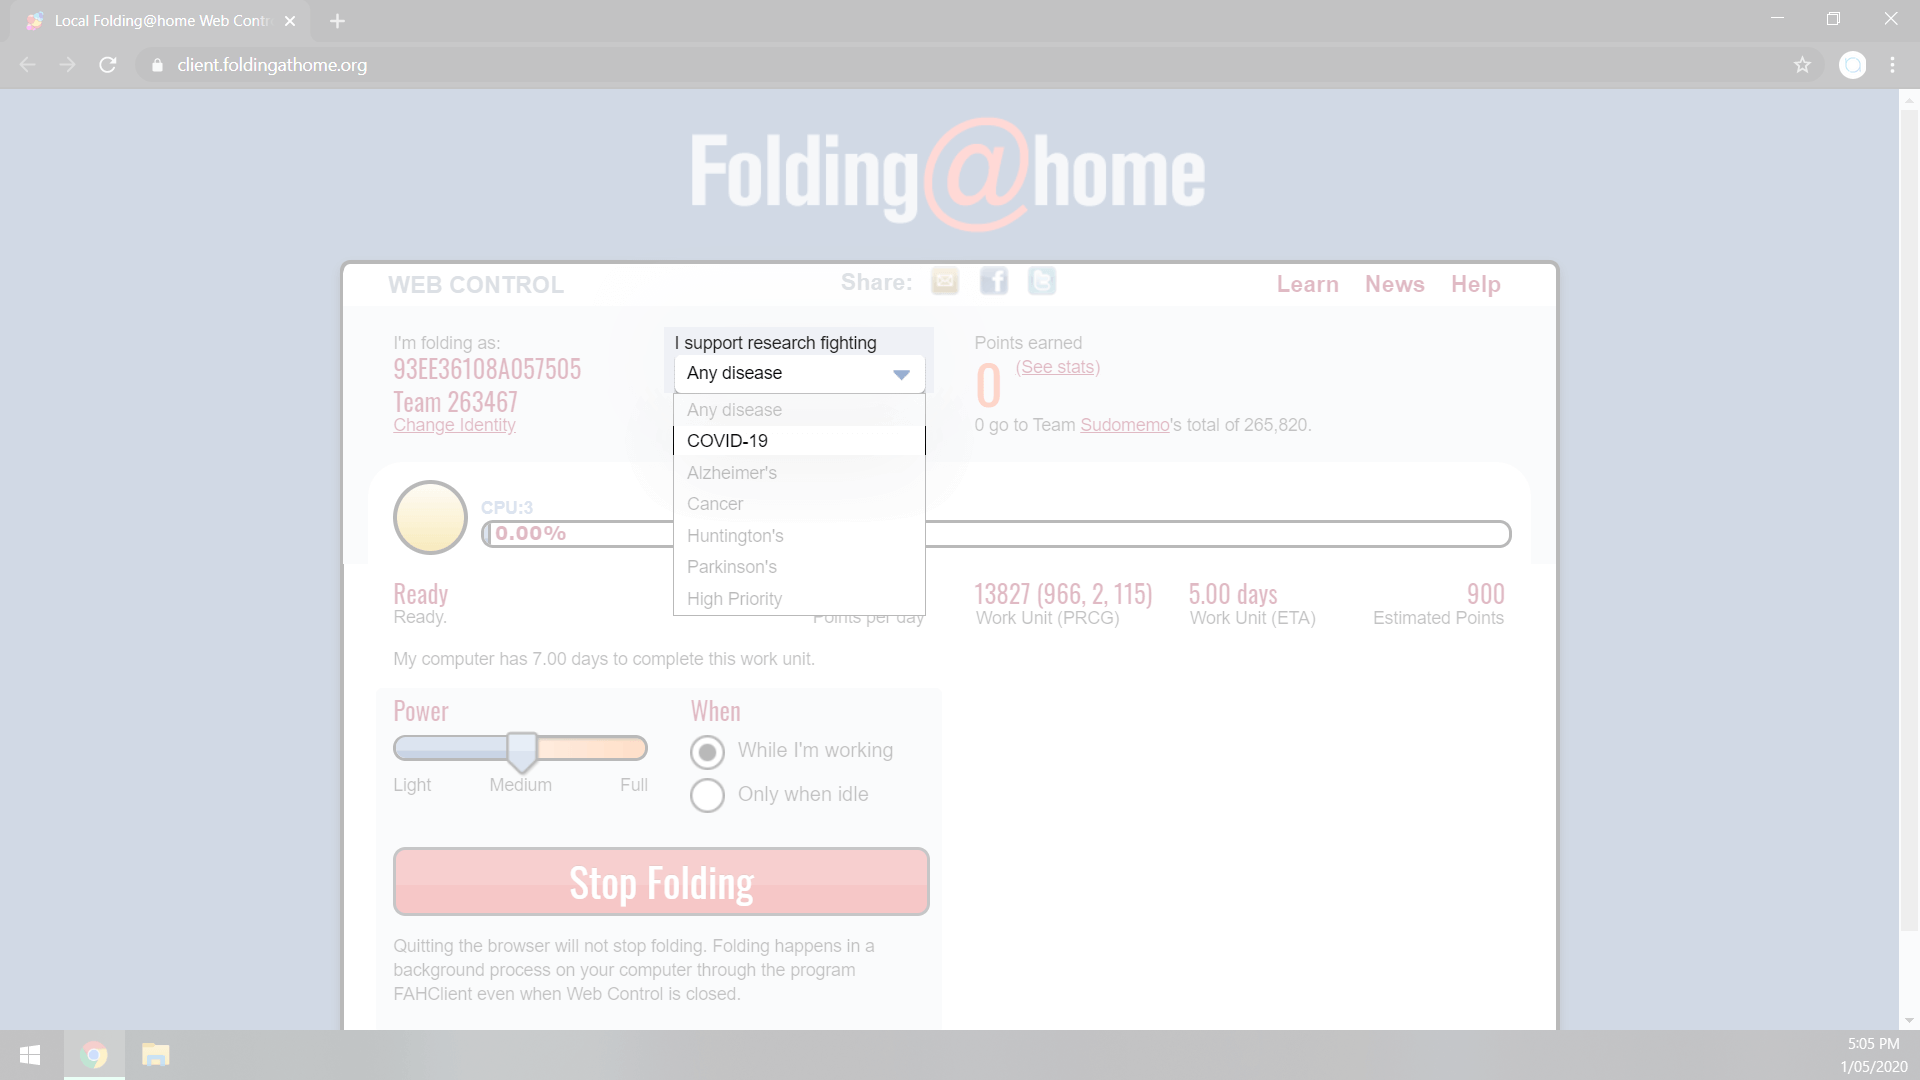 Local Folding@home Web Contr
client.foldingathome.org
Folding@home
WEB CONTROL
Share:
Learn
News
Help
I'm folding as:
93EE36108A057505
Team 263467
Change Identity
I support research fighting
Any disease
Any disease
COVID-19
Alzheimer's
Cancer
Huntington's
Parkinson's
High Priority
Points earned
0
(See stats)
0 go to Team Sudomemo's total of 265,820.
CPU:3
0.00%
Ready
Ready.
Points per day
13827 (966, 2, 115)
Work Unit (PRCG)
5.00 days
Work Unit (ETA)
900
Estimated Points
My computer has 7.00 days to complete this work unit.
Power
Light
Medium
Full
When
While I'm working
Only when idle
Stop Folding
Quitting the browser will not stop folding. Folding happens in a
background process on your computer through the program
FAHClient even when Web Control is closed.
5:05 PM
1/05/2020